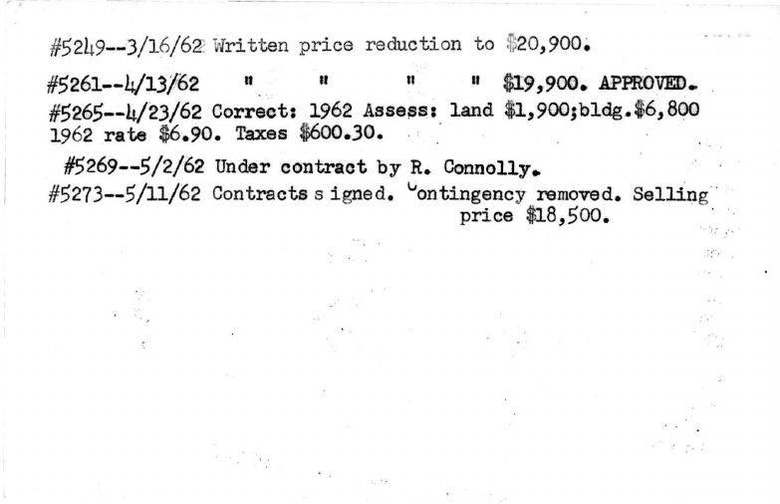 #5249--3/16/62 Written price reduction to $20,900.
#5261--4/13/62 " " " " $19,900. APPROVED.
#5265--4/23/62 Correct: 1962 Assess: land $1,900;bldg.$6,800
1962 rate $6.90. Taxes $600.30.
#5269--5/2/62 Under contract by R. Connolly.
#5273--5/11/62 Contracts s igned. Contingency removed. Selling
price $18,500.